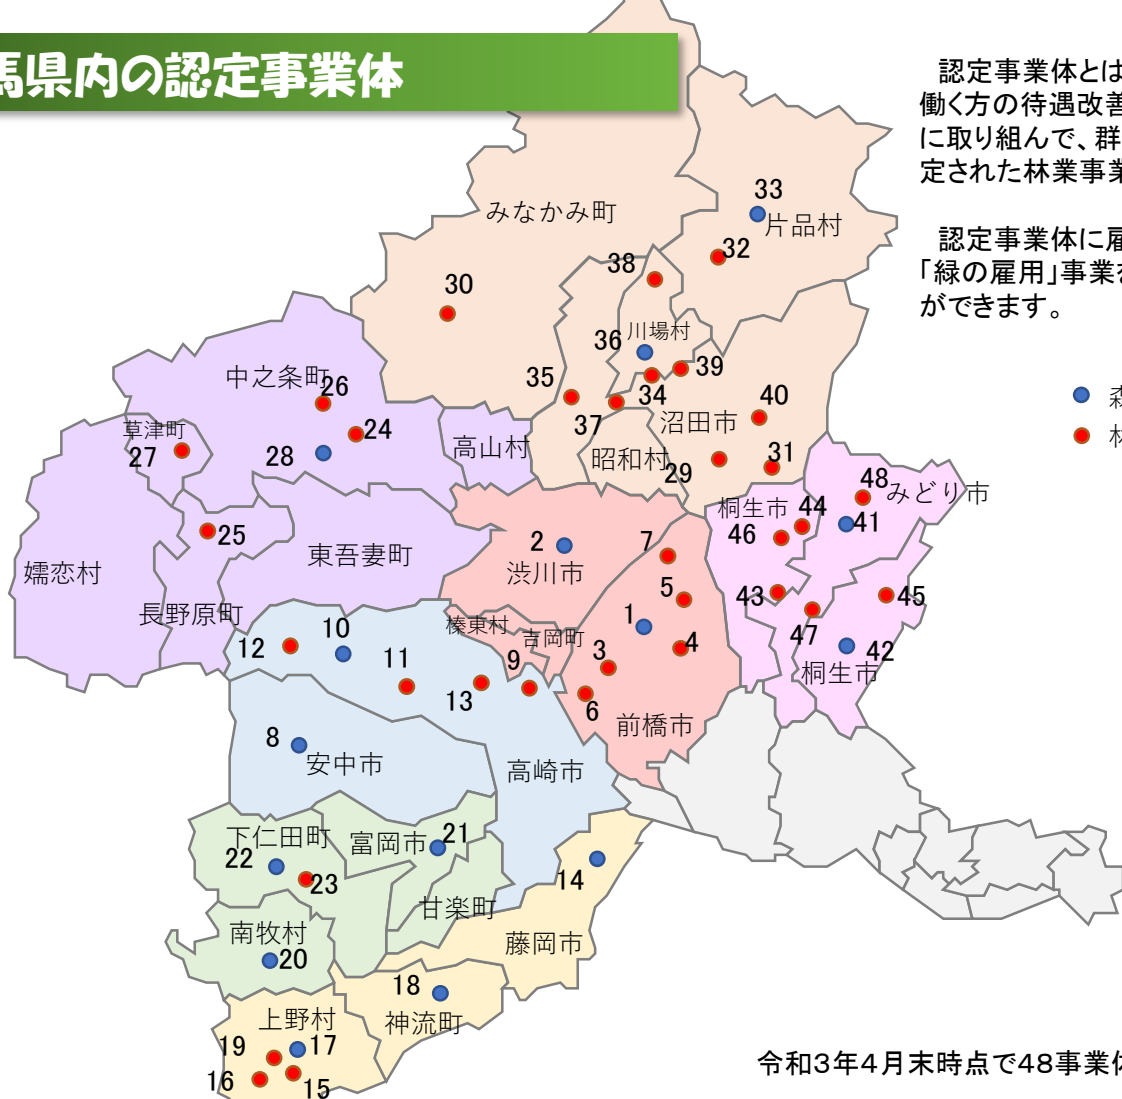 馬県内の認定事業体
認定事業体とは
働く方の待遇改善
に取り組んで、群
定された林業事業
認定事業体に雇
「緑の雇用」事業を
ができます。
森
林
33
みなかみ町
片品村
32
38
30
川場村
36
39
35
34
40
中之条町
26
37
沼田市
草津町
24
27
28
高山村
昭和村
31
29
48
みどり市
桐生市
44
41
46
25
2
7
東吾妻町
渋川市
嬬恋村
5
43
45
長野原町
1
榛東村
吉岡町
47
10
12
3
4
42
11
9
桐生市
13
6
前橋市
8
安中市
高崎市
下仁田町
21
富岡市
22
23
14
甘楽町
南牧村
藤岡市
20
18
上野村
神流町
19
17
16
15
令和3年4月末時点で48事業体